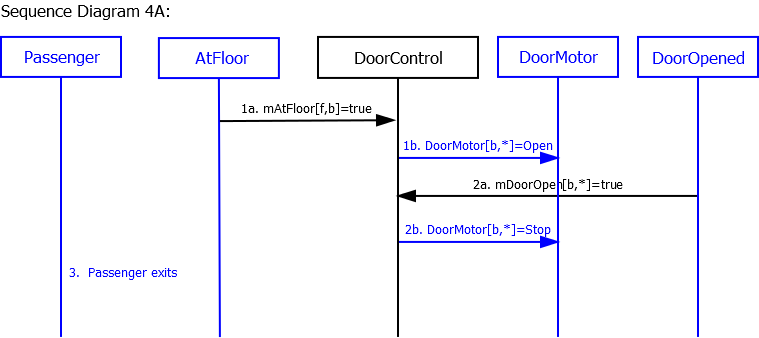 Sequence Diagram 4A:
Passenger
AtFloor
DoorControl
DoorMotor
DoorOpened
1a. mAtFloor[f,b]=true
1b. DoorMotor[b,*]=Open
2a. mDoorOpen[b,*]=true
2b. DoorMotor[b,*]=Stop
3. Passenger exits